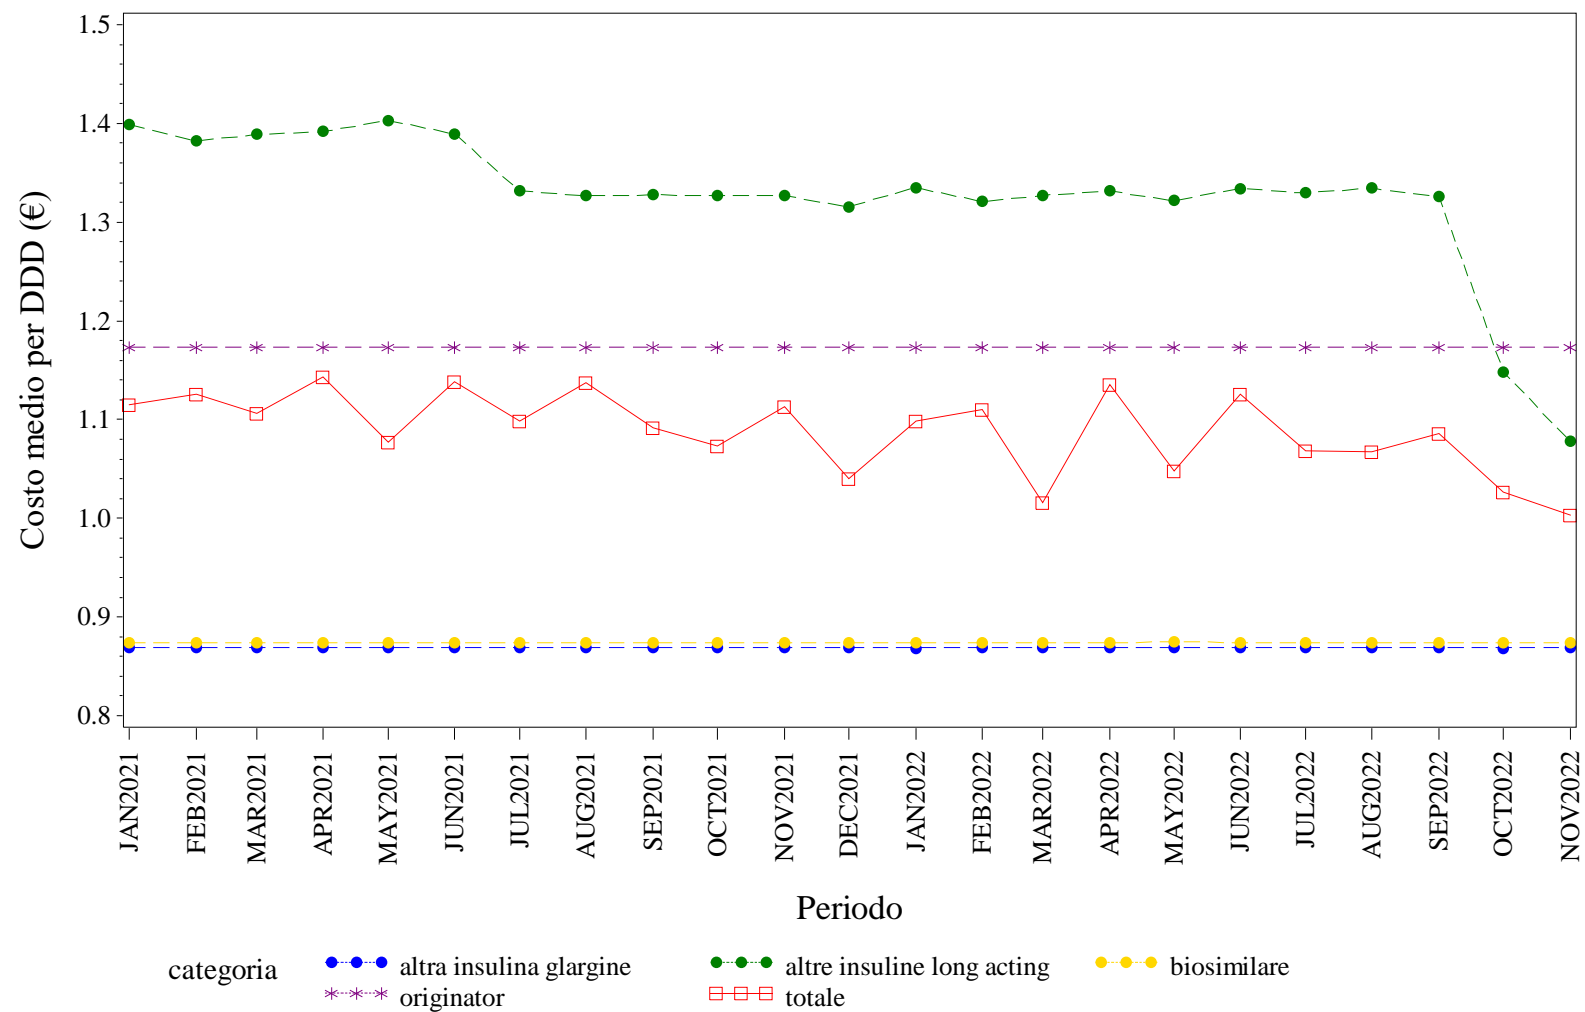 Costo medio per DDD (€)
1.5
1.4
1.3
1.2
1.1
1.0
0.9
0.8
JAN2021
FEB2021
MAR2021
APR2021
MAY2021
JUN2021
JUL2021
AUG2021
SEP2021
OCT2021
NOV2021
DEC2021
JAN2022
FEB2022
MAR2022
APR2022
MAY2022
JUN2022
JUL2022
AUG2022
SEP2022
OCT2022
NOV2022
Periodo
categoria altra insulina glargine altre insuline long acting biosimilare
originator totale